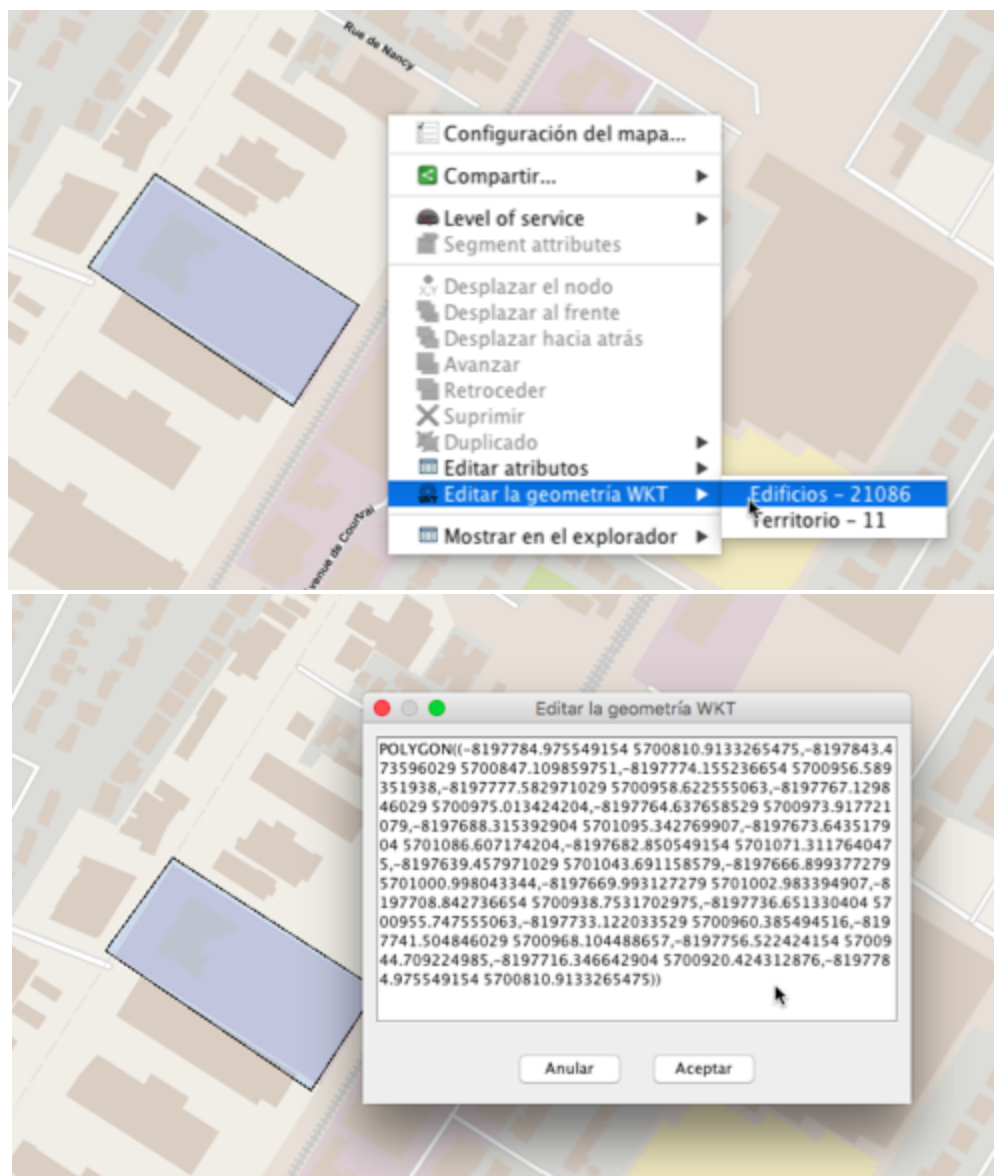 Rue de Nancy
Configuración del mapa...
Compartir...
Level of service
Segment attributes
X,Y Desplazar el nodo
Desplazar al frente
Desplazar hacia atrás
Avanzar
Retroceder
Suprimir
Duplicado
Editar atributos
Editar la geometría WKT
Edificios - 21086
Territorio - 11
Mostrar en el explorador
venue de Courtrai
Editar la geometría WKT
POLYGON((-8197784.975549154 5700810.9133265475,-8197843.4
73596029 5700847.109859751,-8197774.155236654 5700956.589
351938,-8197777.582971029 5700958.622555063,-8197767.1298
46029 5700975.013424204,-8197764.637658529 5700973.917721
079,-8197688.315392904 5701095.342769907,-8197673.6435179
04 5701086.607174204,-8197682.850549154 5701071.311764047
5,-8197639.457971029 5701043.691158579,-8197666.899377279
5701000.998043344,-8197669.993127279 5701002.983394907,-8
197708.842736654 5700938.7531702975,-8197736.651330404 57
00955.747555063,-8197733.122033529 5700960.385494516,-819
7741.504846029 5700968.104488657,-8197756.522424154 57009
44.709224985,-8197716.346642904 5700920.424312876,-819778
4.975549154 5700810.9133265475))
Anular
Aceptar